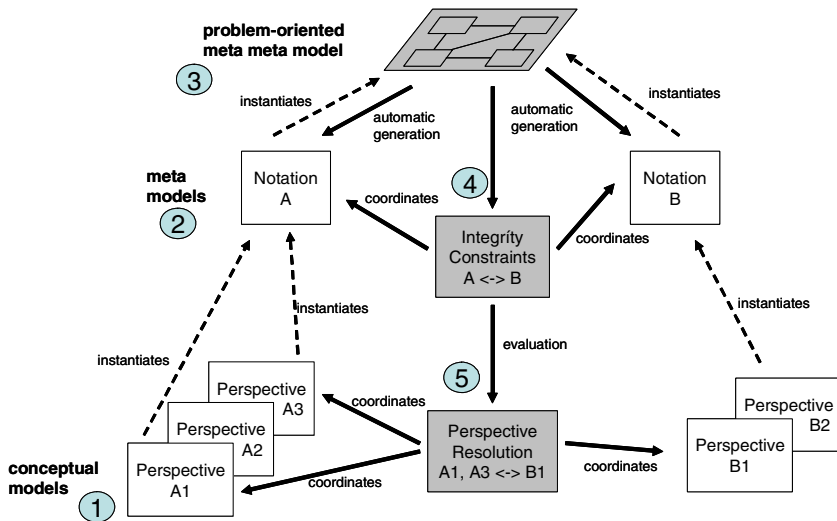 problem-oriented
meta meta model
3
instantiates
automatic
generation
automatic
generation
instantiates
meta
models
2
Notation
A
coordinates
4
Notation
B
Integríty
Constraints
A <-> B
coordinates
instantiates
instantiates
instantiates
evaluation
5
Perspective
A3
Perspective
A2
Perspective
A1
coordinates
coordinates
Perspective
Resolution
A1, A3 <-> B1
coordinates
Perspective
B2
Perspective
B1
conceptual
models
1